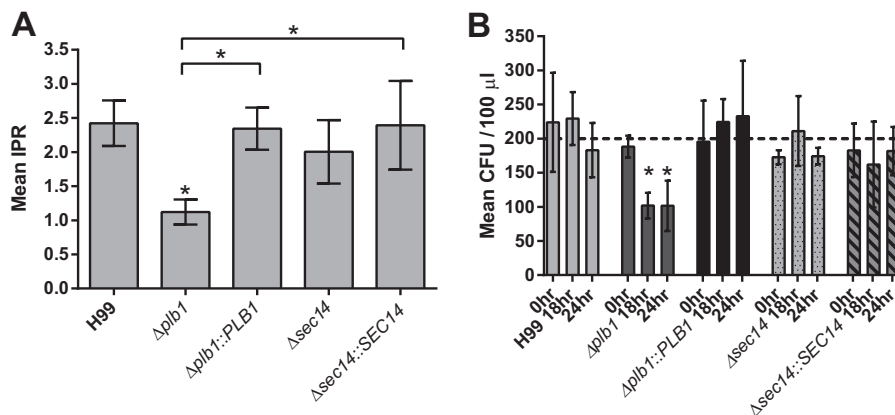 A
*
*
3.5
3.0
2.5
2.0
1.5
1.0
0.5
0.0
Mean IPR
*
H99
Δplb1
Δplb1::PLB1
Δsec14
Δsec14::SEC14
B
350
300
250
200
150
100
50
0
Mean CFU / 100 µl
* *
0hr
H99 18hr
24hr
0hr
Δplb1 18hr
24hr
0hr
Δplb1::PLB1 18hr
24hr
0hr
Δsec14 18hr
24hr
0hr
Δsec14::SEC14 18hr
24hr